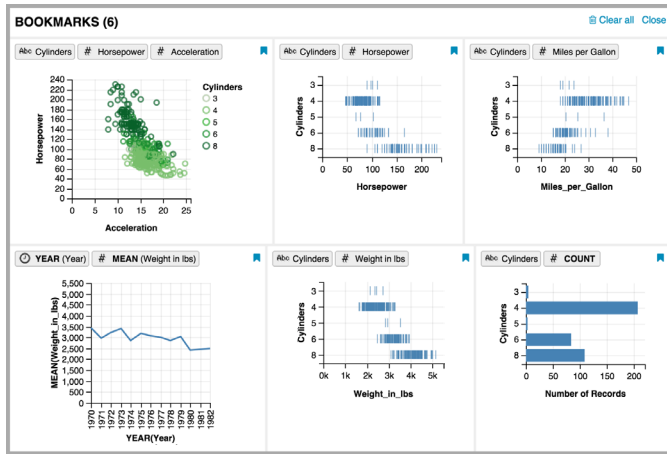 BOOKMARKS (6)
Clear all Close
Abc Cylinders # Horsepower # Acceleration
240
220
200
180
160
140
120
100
80
60
40
20
0
Horsepower
0 5 10 15 20 25
Acceleration
Cylinders
3
4
5
6
8
Abc Cylinders # Horsepower
Cylinders
3
4
5
6
8
0 50 100 150 200
Horsepower
Abc Cylinders # Miles per Gallon
Cylinders
3
4
5
6
8
0 10 20 30 40 50
Miles_per_Gallon
YEAR (Year) # MEAN (Weight in lbs)
5,500
5,000
4,500
4,000
3,500
3,000
2,500
2,000
1,500
1,000
500
0
MEAN(Weight_in_lbs)
1970 1971 1972 1973 1974 1975 1976 1977 1978 1979 1980 1981 1982
YEAR(Year)
Abc Cylinders # Weight in lbs
Cylinders
3
4
5
6
8
0k 1k 2k 3k 4k 5k
Weight_in_lbs
Abc Cylinders # COUNT
Cylinders
3
4
5
6
8
0 50 100 150 200
Number of Records